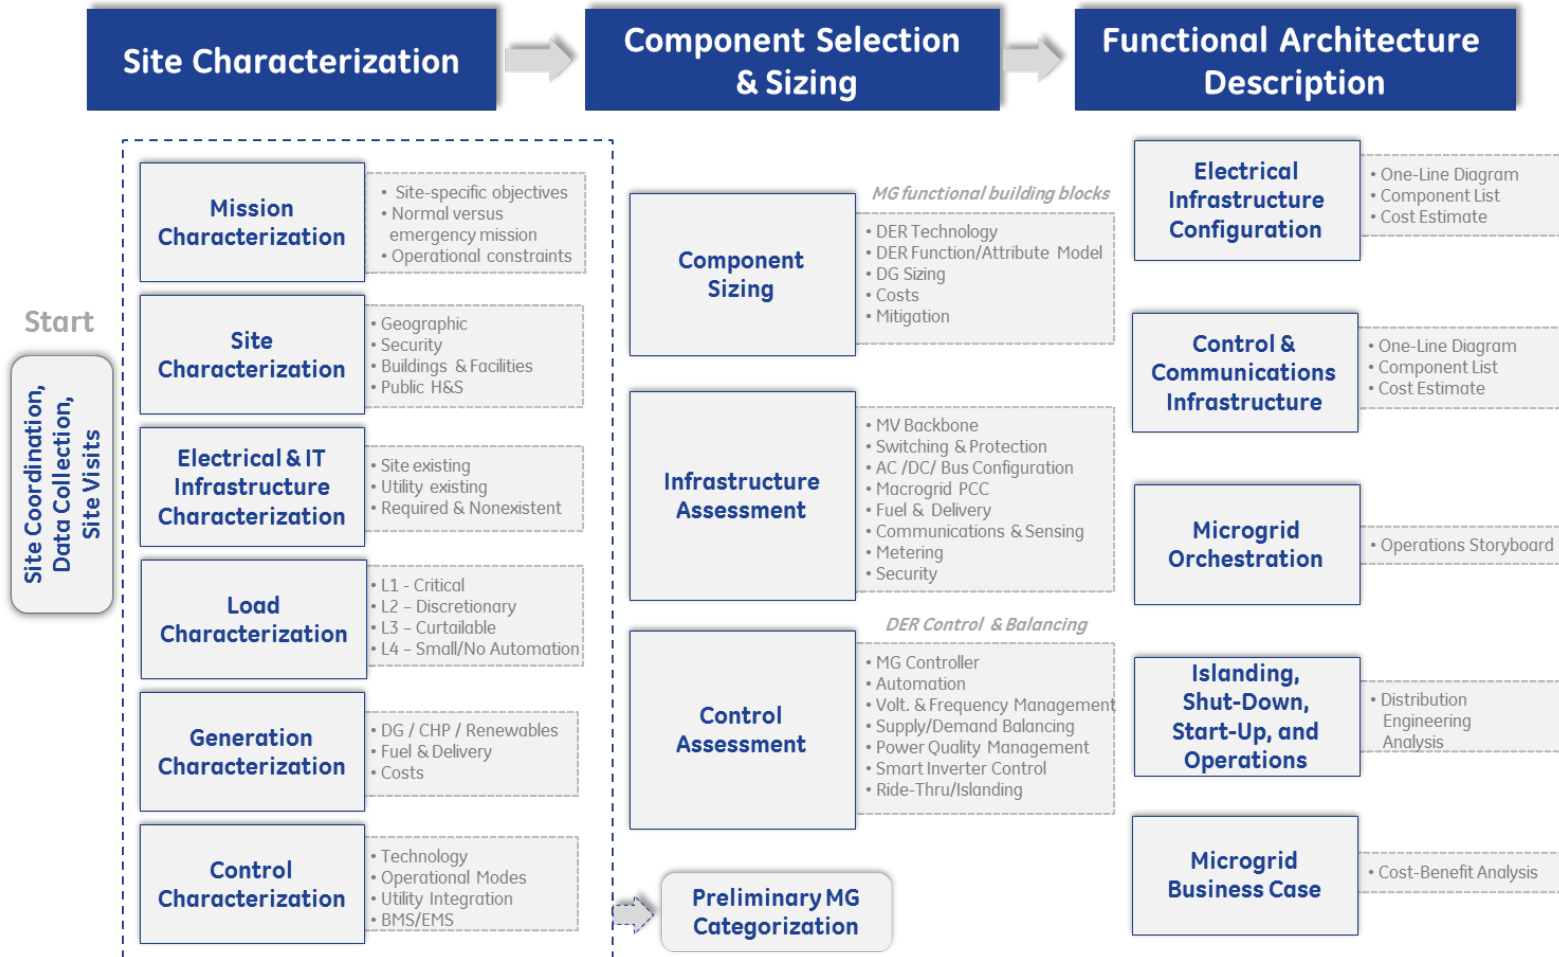 Site Characterization
Component Selection
& Sizing
Functional Architecture
Description
Start
Site Coordination,
Data Collection,
Site Visits
Mission
Characterization
• Site-specific objectives
• Normal versus
emergency mission
• Operational constraints
Site
Characterization
• Geographic
• Security
• Buildings & Facilities
• Public H&S
Electrical & IT
Infrastructure
Characterization
• Site existing
• Utility existing
• Required & Nonexistent
Load
Characterization
• L1 - Critical
• L2 – Discretionary
• L3 – Curtailable
• L4 – Small/No Automation
Generation
Characterization
• DG / CHP / Renewables
• Fuel & Delivery
• Costs
Control
Characterization
• Technology
• Operational Modes
• Utility Integration
• BMS/EMS
MG functional building blocks
Component
Sizing
• DER Technology
• DER Function/Attribute Model
• DG Sizing
• Costs
• Mitigation
Infrastructure
Assessment
• MV Backbone
• Switching & Protection
• AC /DC/ Bus Configuration
• Macrogrid PCC
• Fuel & Delivery
• Communications & Sensing
• Metering
• Security
DER Control & Balancing
Control
Assessment
• MG Controller
• Automation
• Volt. & Frequency Management
• Supply/Demand Balancing
• Power Quality Management
• Smart Inverter Control
• Ride-Thru/Islanding
Preliminary MG
Categorization
Electrical
Infrastructure
Configuration
• One-Line Diagram
• Component List
• Cost Estimate
Control &
Communications
Infrastructure
• One-Line Diagram
• Component List
• Cost Estimate
Microgrid
Orchestration
• Operations Storyboard
Islanding,
Shut-Down,
Start-Up, and
Operations
• Distribution
Engineering
Analysis
Microgrid
Business Case
• Cost-Benefit Analysis